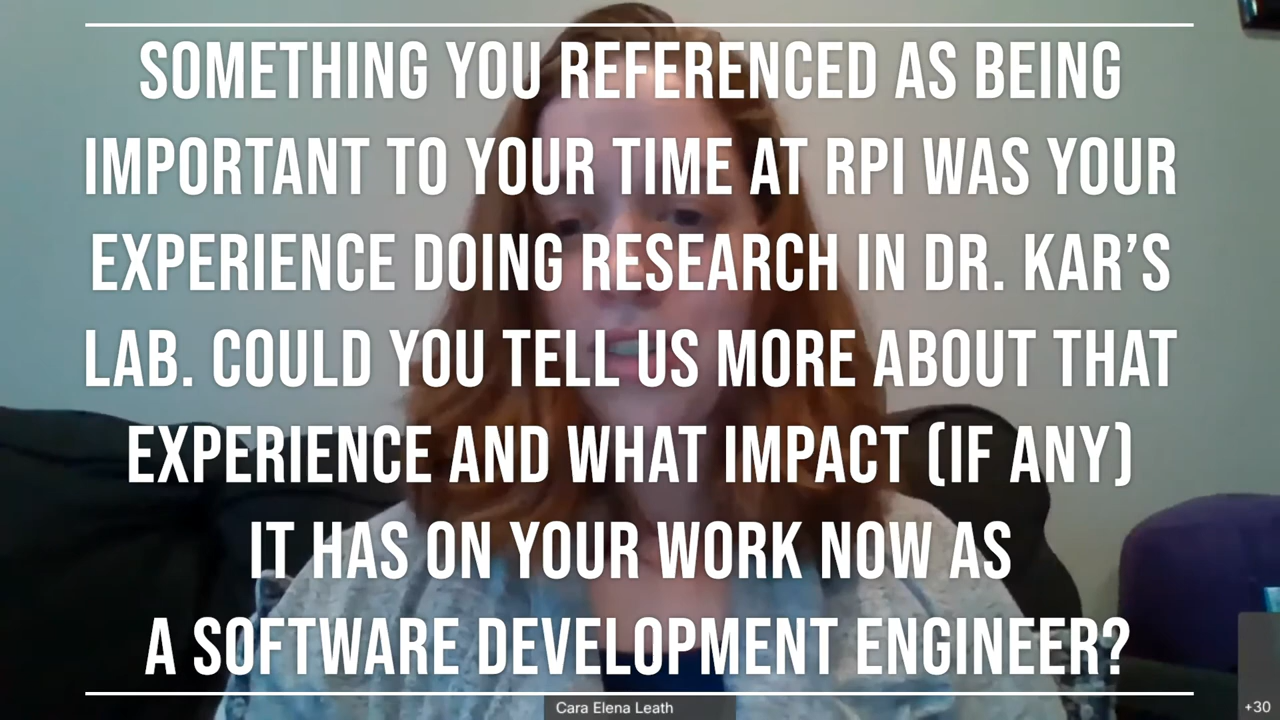 SOMETHING YOU REFERENCED AS BEING
IMPORTANT TO YOUR TIME AT RPI WAS YOUR
EXPERIENCE DOING RESEARCH IN DR. KAR’S
LAB. COULD YOU TELL US MORE ABOUT THAT
EXPERIENCE AND WHAT IMPACT (IF ANY)
IT HAS ON YOUR WORK NOW AS
A SOFTWARE DEVELOPMENT ENGINEER?
Cara Elena Leath
+30